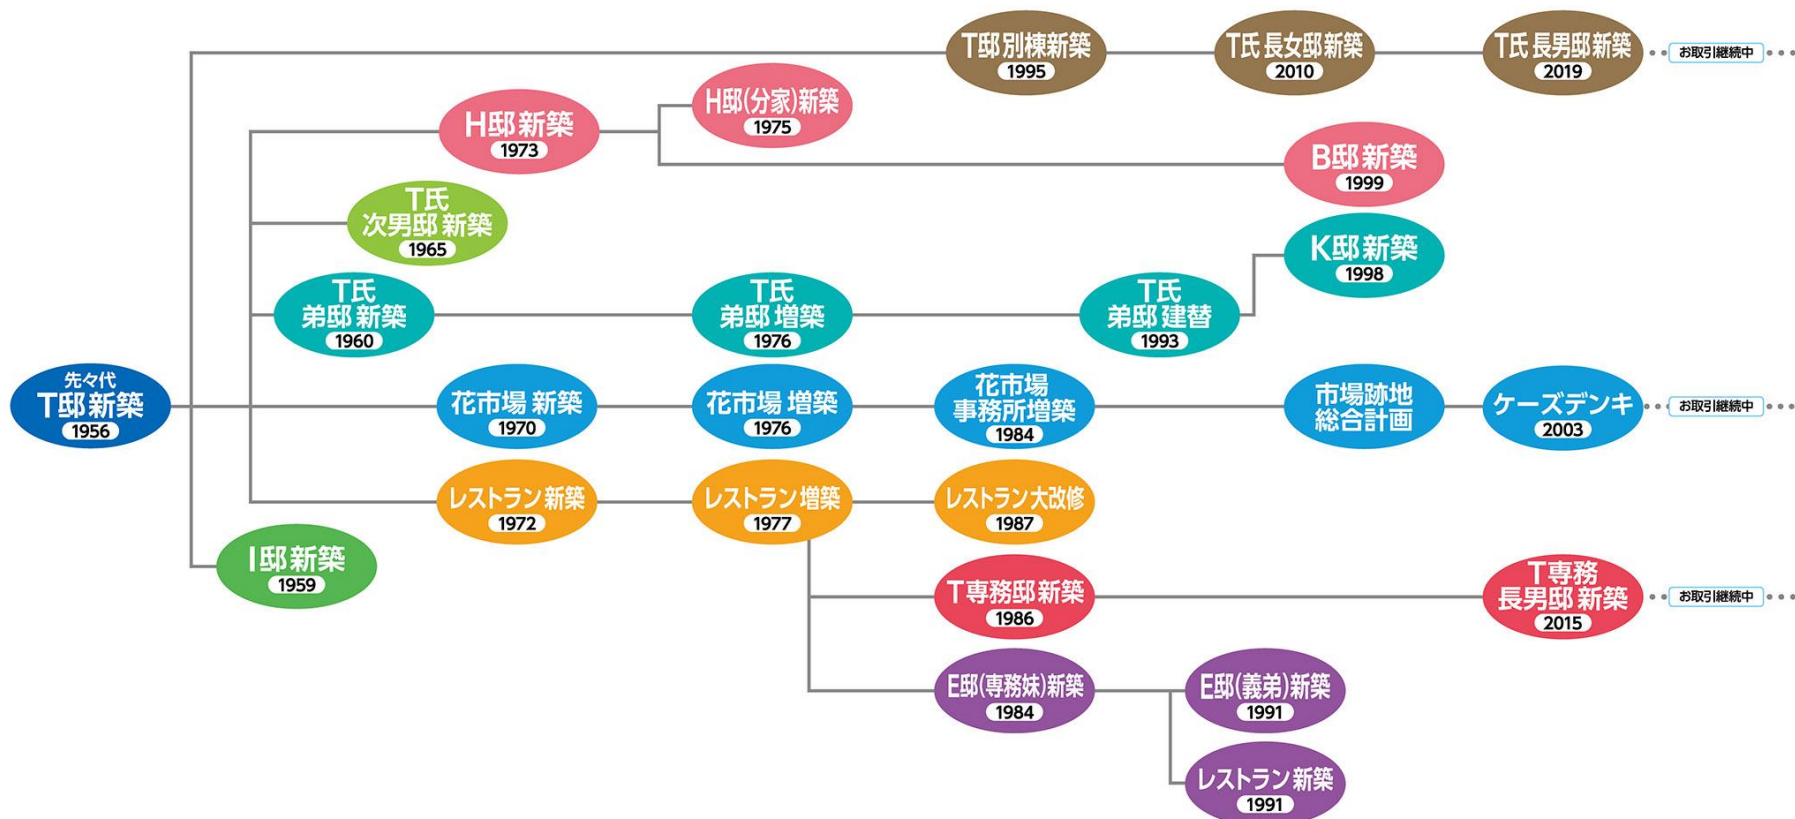 T邸別棟新築
1995
T氏 長女邸新築
2010
T氏 長男邸新築
2019
お取引継続中
H邸(分家)新築
1975
H邸 新築
1973
B邸 新築
1999
T氏
次男邸 新築
1965
K邸 新築
1998
T氏
弟邸 新築
1960
T氏
弟邸 増築
1976
T氏
弟邸 建替
1993
先々代
T邸 新築
1956
花市場 新築
1970
花市場 増築
1976
花市場
事務所増築
1984
市場跡地
総合計画
ケーズデンキ
2003
お取引継続中
レストラン 新築
1972
レストラン 増築
1977
レストラン 大改修
1987
I邸 新築
1959
T専務邸 新築
1986
T専務
長男邸 新築
2015
お取引継続中
E邸(専務妹)新築
1984
E邸(義弟)新築
1991
レストラン 新築
1991